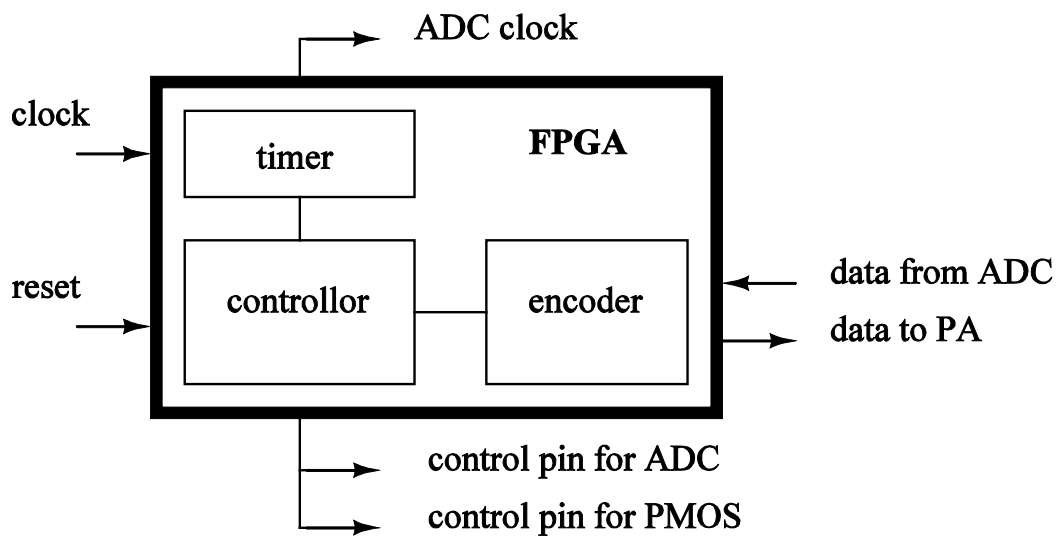 ADC clock
clock
timer
FPGA
reset
controllor
encoder
data from ADC
data to PA
control pin for ADC
control pin for PMOS